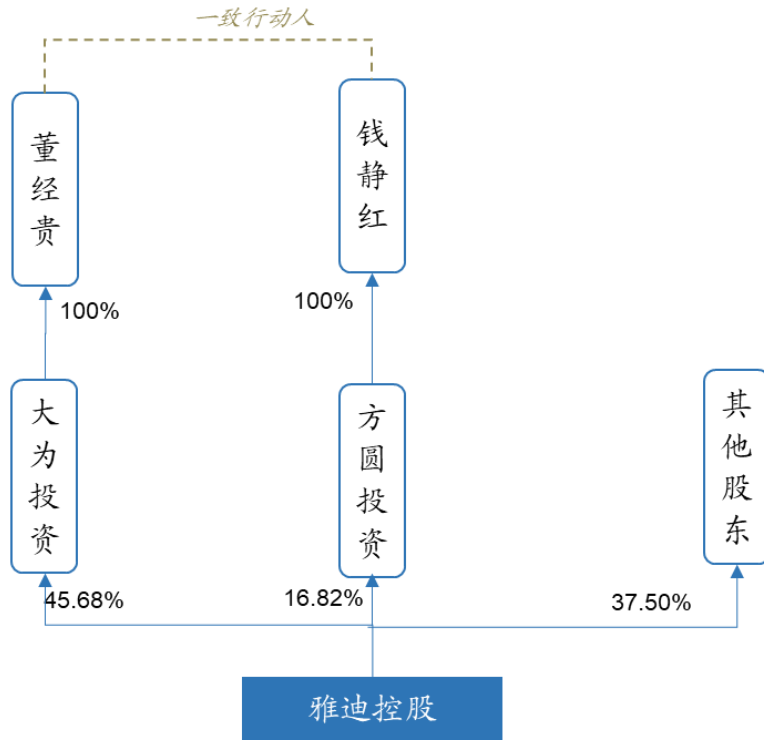 一致行动人
董经贵
钱静红
100%
100%
大为投资
方圆投资
其他股东
45.68%
16.82%
37.50%
雅迪控股